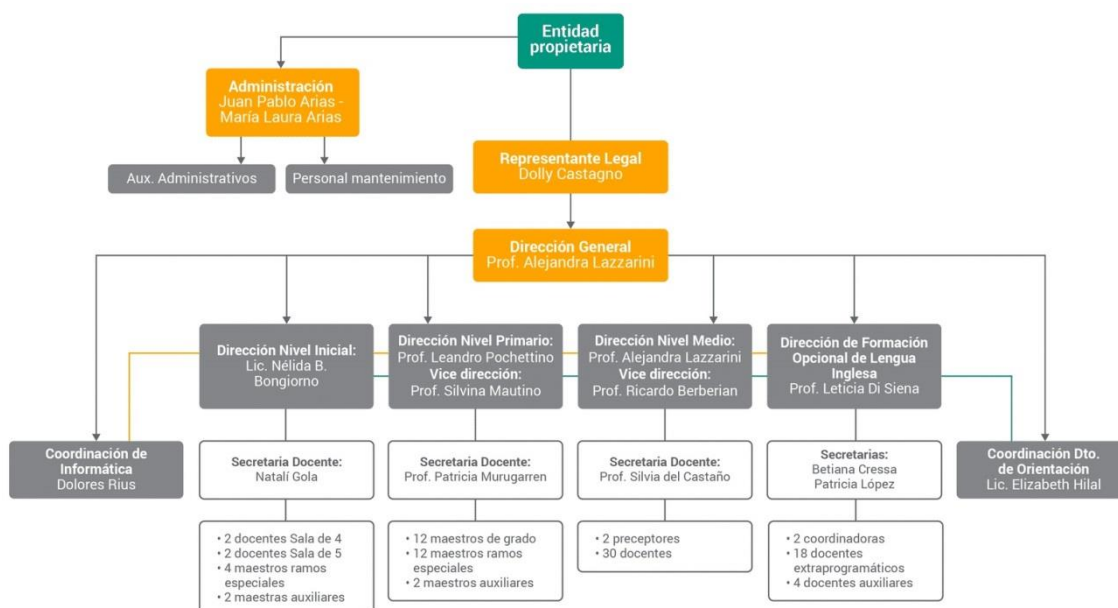 Entidad
propietaria
Administración
Juan Pablo Arias -
María Laura Arias
Aux. Administrativos
Personal mantenimiento
Representante Legal
Dolly Castagno
Dirección General
Prof. Alejandra Lazzarini
Dirección Nivel Inicial:
Lic. Nélida B.
Bongiorno
Dirección Nivel Primario:
Prof. Leandro Pochettino
Vice dirección:
Prof. Silvina Mautino
Dirección Nivel Medio:
Prof. Alejandra Lazzarini
Vice dirección:
Prof. Ricardo Berberian
Dirección de Formación
Opcional de Lengua
Inglesa
Prof. Leticia Di Siena
Coordinación de
Informática
Dolores Rius
Secretaria Docente:
Natalí Gola
Secretaria Docente:
Prof. Patricia Murugarren
Secretaria Docente:
Prof. Silvia del Castaño
Secretarias:
Betiana Cressa
Patricia López
Coordinación Dto.
de Orientación
Lic. Elizabeth Hilal
• 2 docentes Sala de 4
• 2 docentes Sala de 5
• 4 maestros ramos
especiales
• 2 maestras auxiliares
• 12 maestros de grado
• 12 maestros ramos
especiales
• 2 maestros auxiliares
• 2 preceptores
• 30 docentes
• 2 coordinadoras
• 18 docentes
extraprogramáticos
• 4 docentes auxiliares